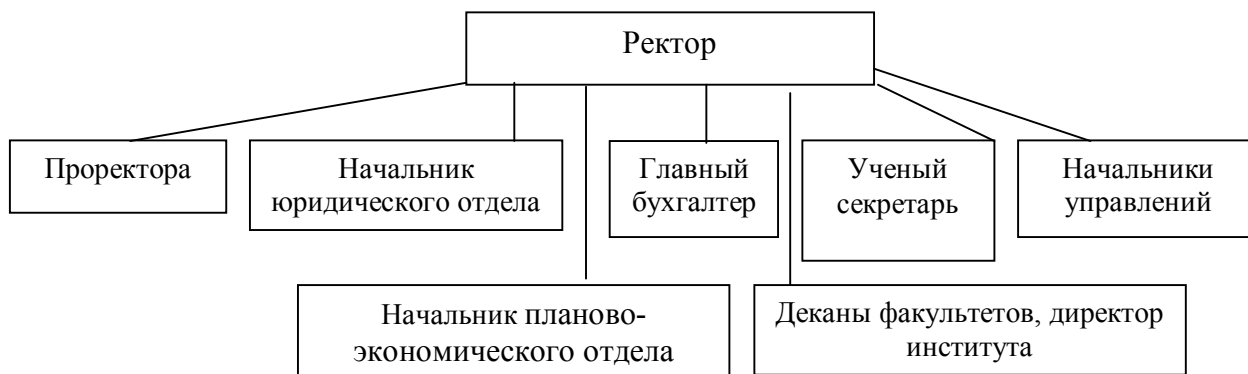 Ректор
Проректора
Начальник
юридического отдела
Главный
бухгалтер
Ученый
секретарь
Начальники
управлений
Начальник планово-
экономического отдела
Деканы факультетов, директор
института